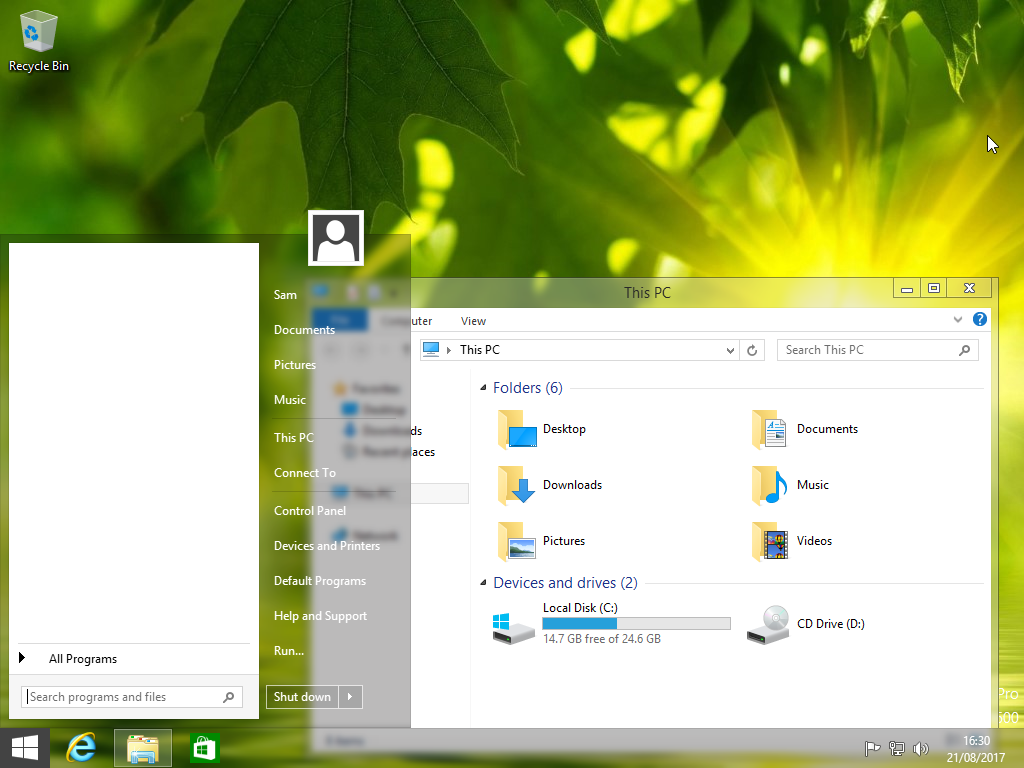 Recycle Bin
Sam
Documents
Pictures
Music
This PC
Connect To
Control Panel
Devices and Printers
Default Programs
Help and Support
Run...
All Programs
Search programs and files
Shut down
This PC
File
Computer
View
This PC
Search This PC
Favorites
Desktop
Downloads
Recent places
This PC
Network
Folders (6)
Desktop
Documents
Downloads
Music
Pictures
Videos
Devices and drives (2)
Local Disk (C:)
14.7 GB free of 24.6 GB
CD Drive (D:)
8 items
Pro
600
16:30
21/08/2017